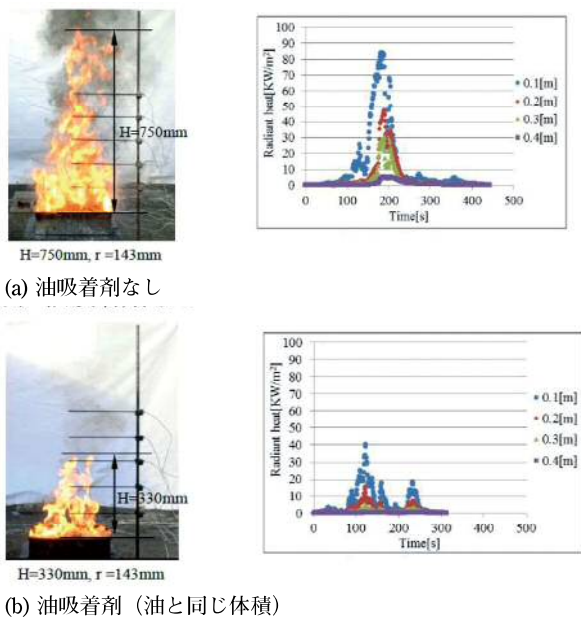 H=750mm
H=750mm, r =143mm
Radiant heat[KW/m²]
100
90
80
70
60
50
40
30
20
10
0
0 100 200 300 400 500
Time[s]
0.1[m]
0.2[m]
0.3[m]
0.4[m]
(a) 油吸着剤なし
H=330mm
H=330mm, r =143mm
Radiant heat[KW/m²]
100
90
80
70
60
50
40
30
20
10
0
0 100 200 300 400 500
Time[s]
0.1[m]
0.2[m]
0.3[m]
0.4[m]
(b) 油吸着剤（油と同じ体積）